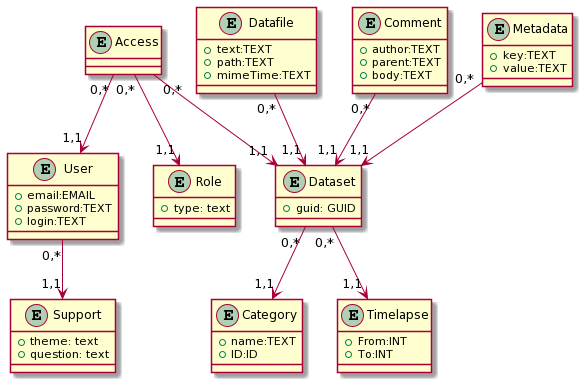 E Access
E Datafile
text:TEXT
path:TEXT
mimeTime:TEXT
E Comment
author:TEXT
parent:TEXT
body:TEXT
E Metadata
key:TEXT
value:TEXT
0,*
0,*
0,*
0,*
0,*
0,*
1,1
1,1
1,1
1,1
1,1
1,1
E User
email:EMAIL
password:TEXT
login:TEXT
E Role
type: text
E Dataset
guid: GUID
0,*
0,*
0,*
1,1
1,1
1,1
E Support
theme: text
question: text
E Category
name:TEXT
ID:ID
E Timelapse
From:INT
To:INT